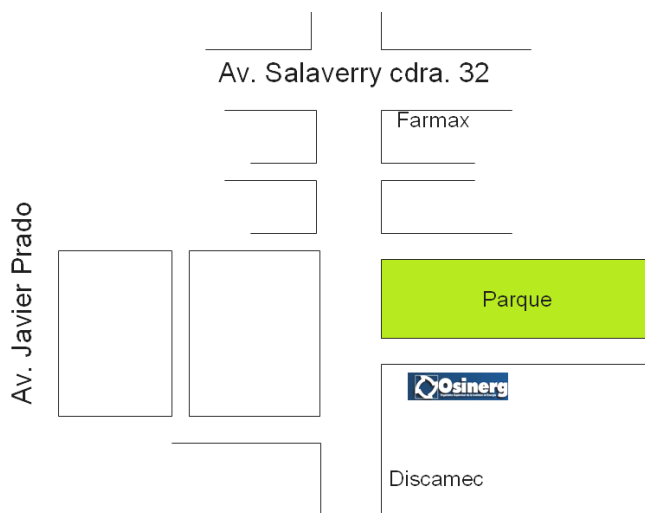 Av. Salaverry cdra. 32
Farmax
Av. Javier Prado
Parque
Osinerg
Discamec